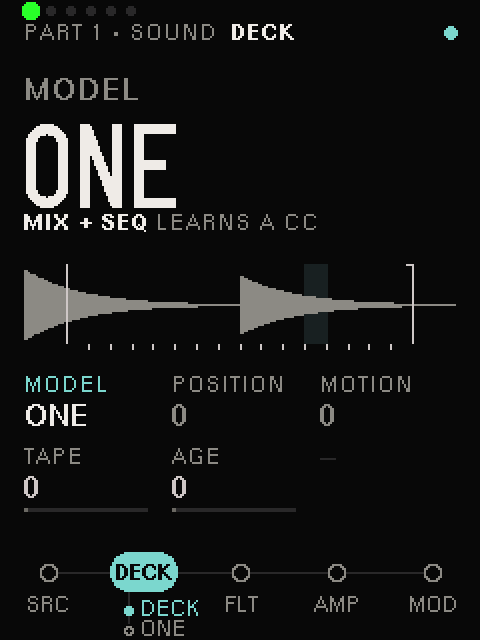 PART 1 · SOUND DECK
MODEL
ONE
MIX + SEQ LEARNS A CC
MODEL POSITION MOTION
ONE 0 0
TAPE AGE —
0 0
DECK
SRC DECK FLT AMP MOD
ONE